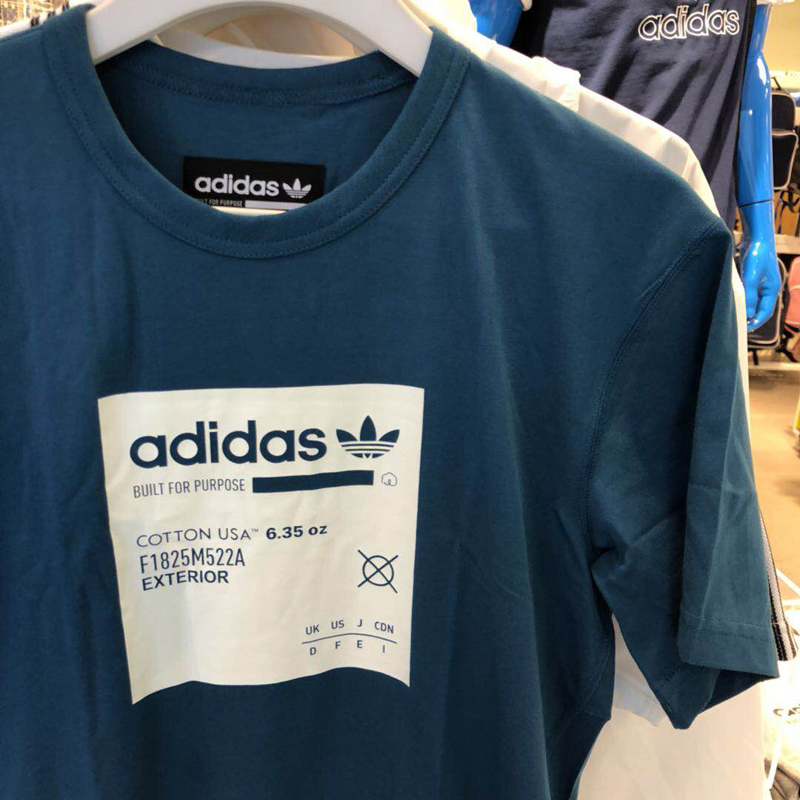 adidas
adidas
BUILT FOR PURPOSE
adidas
BUILT FOR PURPOSE
COTTON USA™ 6.35 oz
F1825M522A
EXTERIOR
UK US J CDN
D F E I